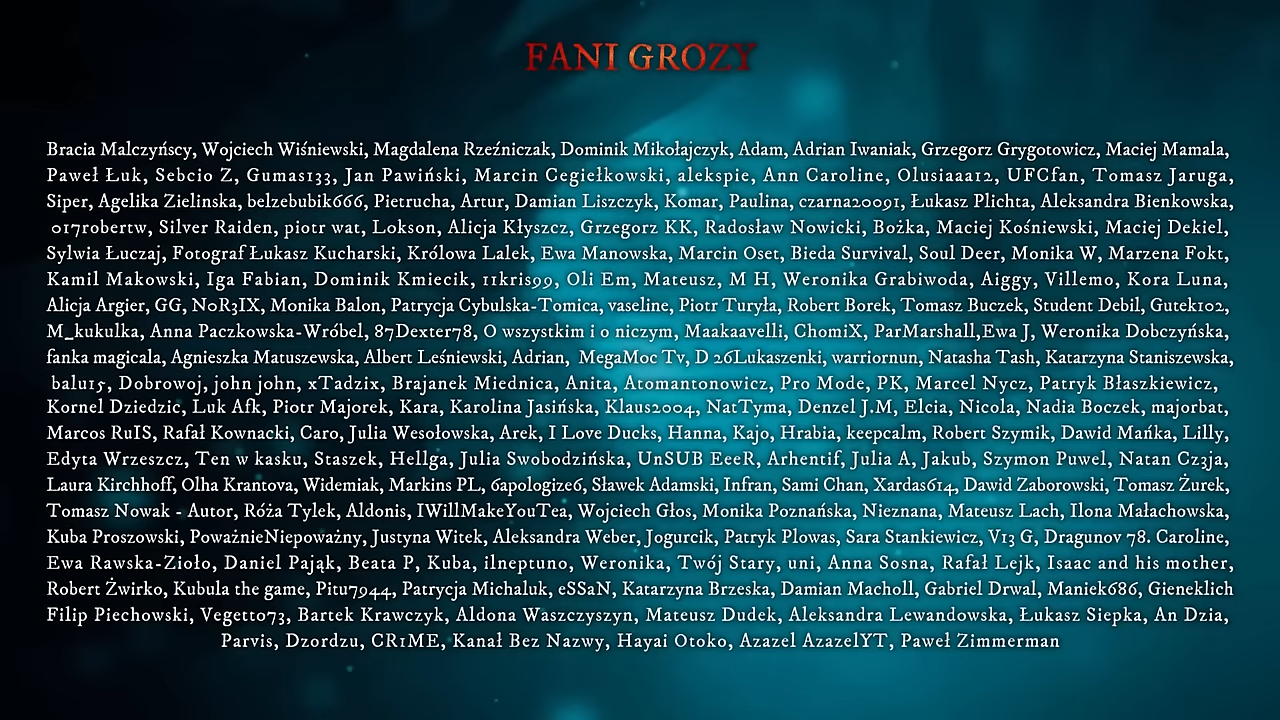 FANI GROZY
Bracia Malczyńscy, Wojciech Wiśniewski, Magdalena Rzeźniczak, Dominik Mikołajczyk, Adam, Adrian Iwaniak, Grzegorz Grygotowicz, Maciej Mamala,
Paweł Łuk, Sebcio Z, Gumas133, Jan Pawiński, Marcin Cegiełkowski, alekspie, Ann Caroline, Olusiaaa12, UFCfan, Tomasz Jaruga,
Siper, Agelika Zielinska, belzebubik666, Pietrucha, Artur, Damian Liszczyk, Komar, Paulina, czarna20091, Łukasz Plichta, Aleksandra Bienkowska,
017robertw, Silver Raiden, piotr wat, Lokson, Alicja Kłyszcz, Grzegorz KK, Radosław Nowicki, Bożka, Maciej Kośniewski, Maciej Dekiel,
Sylwia Łuczaj, Fotograf Łukasz Kucharski, Królowa Lalek, Ewa Manowska, Marcin Oset, Bieda Survival, Soul Deer, Monika W, Marzena Fokt,
Kamil Makowski, Iga Fabian, Dominik Kmiecik, 11kris99, Oli Em, Mateusz, M H, Weronika Grabiwoda, Aiggy, Villemo, Kora Luna,
Alicja Argier, GG, N0R3IX, Monika Balon, Patrycja Cybulska-Tomica, vaseline, Piotr Turyła, Robert Borek, Tomasz Buczek, Student Debil, Gutek102,
M_kukulka, Anna Paczkowska-Wróbel, 87Dexter78, O wszystkim i o niczym, Maakaavelli, ChomiX, ParMarshall,Ewa J, Weronika Dobczyńska,
fanka magicala, Agnieszka Matuszewska, Albert Leśniewski, Adrian, MegaMoc Tv, D 26Lukaszenki, warriornun, Natasha Tash, Katarzyna Staniszewska,
balu15, Dobrowoj, john john, xTadzix, Brajanek Miednica, Anita, Atomantonowicz, Pro Mode, PK, Marcel Nycz, Patryk Błaszkiewicz,
Kornel Dziedzic, Luk Afk, Piotr Majorek, Kara, Karolina Jasińska, Klaus2004, NatTyma, Denzel J.M, Elcia, Nicola, Nadia Boczek, majorbat,
Marcos RuIS, Rafał Kownacki, Caro, Julia Wesołowska, Arek, I Love Ducks, Hanna, Kajo, Hrabia, keepcalm, Robert Szymik, Dawid Mańka, Lilly,
Edyta Wrzeszcz, Ten w kasku, Staszek, Hellga, Julia Swobodzińska, UnSUB EeeR, Arhentif, Julia A, Jakub, Szymon Puwel, Natan Cz3ja,
Laura Kirchhoff, Olha Krantova, Widemiak, Markins PL, 6apologize6, Sławek Adamski, Infran, Sami Chan, Xardas614, Dawid Zaborowski, Tomasz Żurek,
Tomasz Nowak - Autor, Róża Tylek, Aldonis, IWillMakeYouTea, Wojciech Głos, Monika Poznańska, Nieznana, Mateusz Lach, Ilona Małachowska,
Kuba Proszowski, PoważnieNiepoważny, Justyna Witek, Aleksandra Weber, Jogurcik, Patryk Plowas, Sara Stankiewicz, V13 G, Dragunov 78. Caroline,
Ewa Rawska-Zioło, Daniel Pająk, Beata P, Kuba, ilneptuno, Weronika, Twój Stary, uni, Anna Sosna, Rafał Lejk, Isaac and his mother,
Robert Żwirko, Kubula the game, Pitu7944, Patrycja Michaluk, eSSaN, Katarzyna Brzeska, Damian Macholl, Gabriel Drwal, Maniek686, Gieneklich
Filip Piechowski, Vegetto73, Bartek Krawczyk, Aldona Waszczyszyn, Mateusz Dudek, Aleksandra Lewandowska, Łukasz Siepka, An Dzia,
Parvis, Dzordzu, CR1ME, Kanał Bez Nazwy, Hayai Otoko, Azazel AzazelYT, Paweł Zimmerman